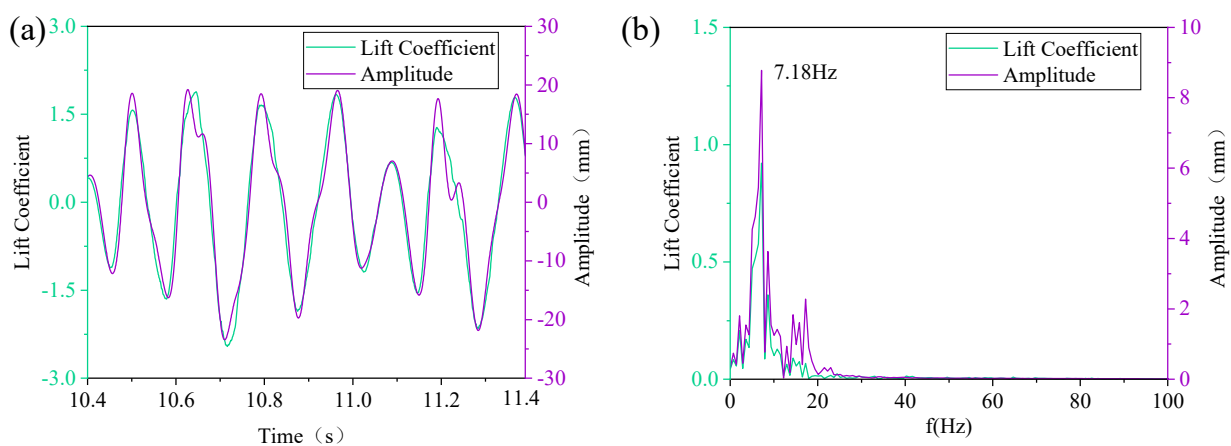 (a)
Lift Coefficient
Amplitude
3.0
1.5
0.0
-1.5
-3.0
Lift Coefficient
30
20
10
0
-10
-20
-30
Amplitude（mm）
10.4
10.6
10.8
11.0
11.2
11.4
Time（s）
(b)
Lift Coefficient
Amplitude
7.18Hz
1.5
1.0
0.5
0.0
Lift Coefficient
10
8
6
4
2
0
Amplitude（mm）
0
20
40
60
80
100
f(Hz)